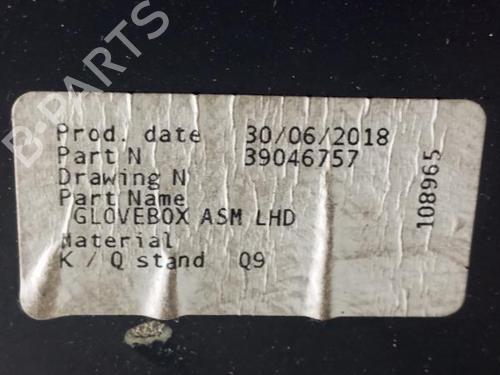 B-PARTS
Prod. date 30/06/2018
Part N 39046757
Drawing N
Part Name
GLOVEBOX ASM LHD
Material
K / Q stand Q9
108965